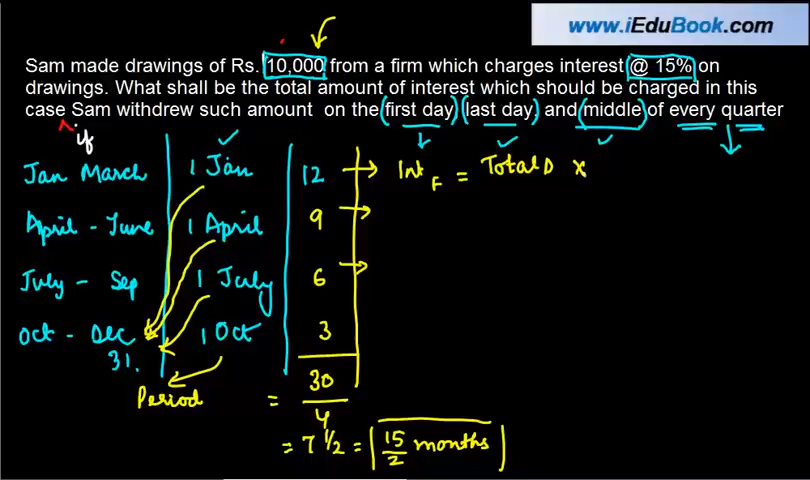 www.iEduBook.com
Sam made drawings of Rs. 10,000 from a firm which charges interest @ 15% on
drawings. What shall be the total amount of interest which should be charged in this
case Sam withdrew such amount on the first day last day, and middle of every quarter
if
Jan March 1 Jan 12 Int F = Total D x
April - June 1 April 9
July - Sep 1 July 6
Oct - Dec 1 Oct 3
31.
Period = 30/4
= 7 1/2 = 15/2 months